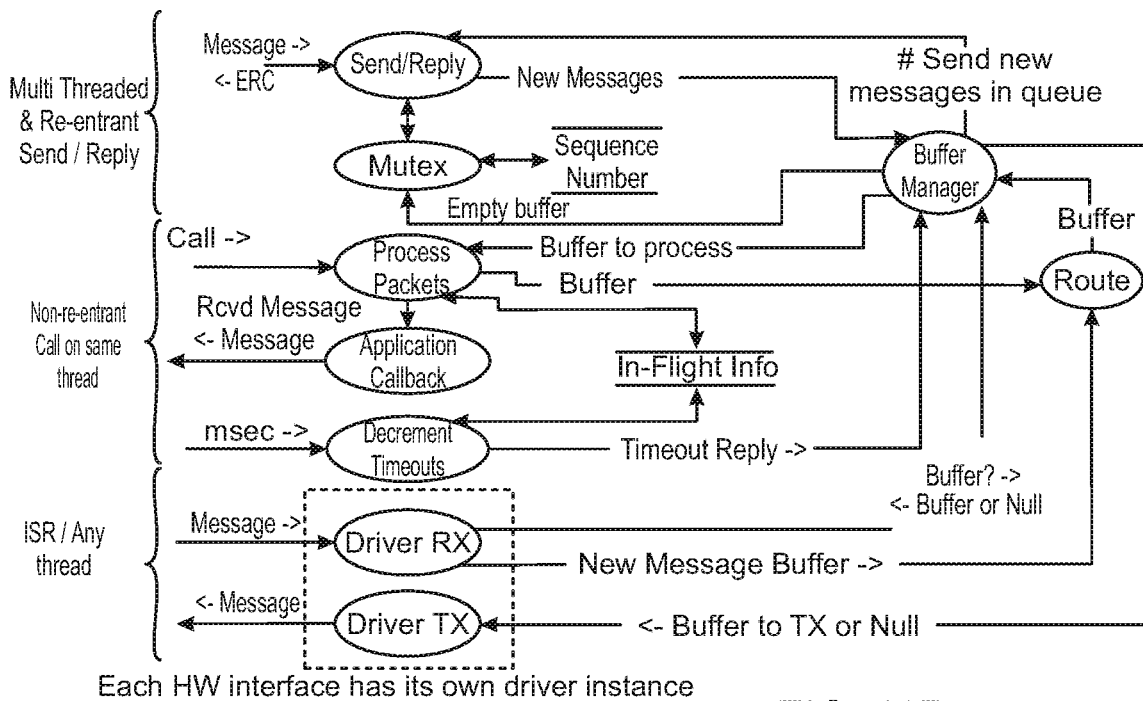 Message ->
<- ERC
Send/Reply
New Messages
# Send new
messages in queue
Multi Threaded
& Re-entrant
Send / Reply
Mutex
Sequence
Number
Buffer
Manager
Empty buffer
Buffer
Call ->
Process
Packets
Buffer to process
Buffer
Route
Non-re-entrant
Call on same
thread
Rcvd Message
<- Message
Application
Callback
In-Flight Info
msec ->
Decrement
Timeouts
Timeout Reply ->
Buffer? ->
<- Buffer or Null
ISR / Any
thread
Message ->
Driver RX
New Message Buffer ->
<- Message
Driver TX
<- Buffer to TX or Null
Each HW interface has its own driver instance